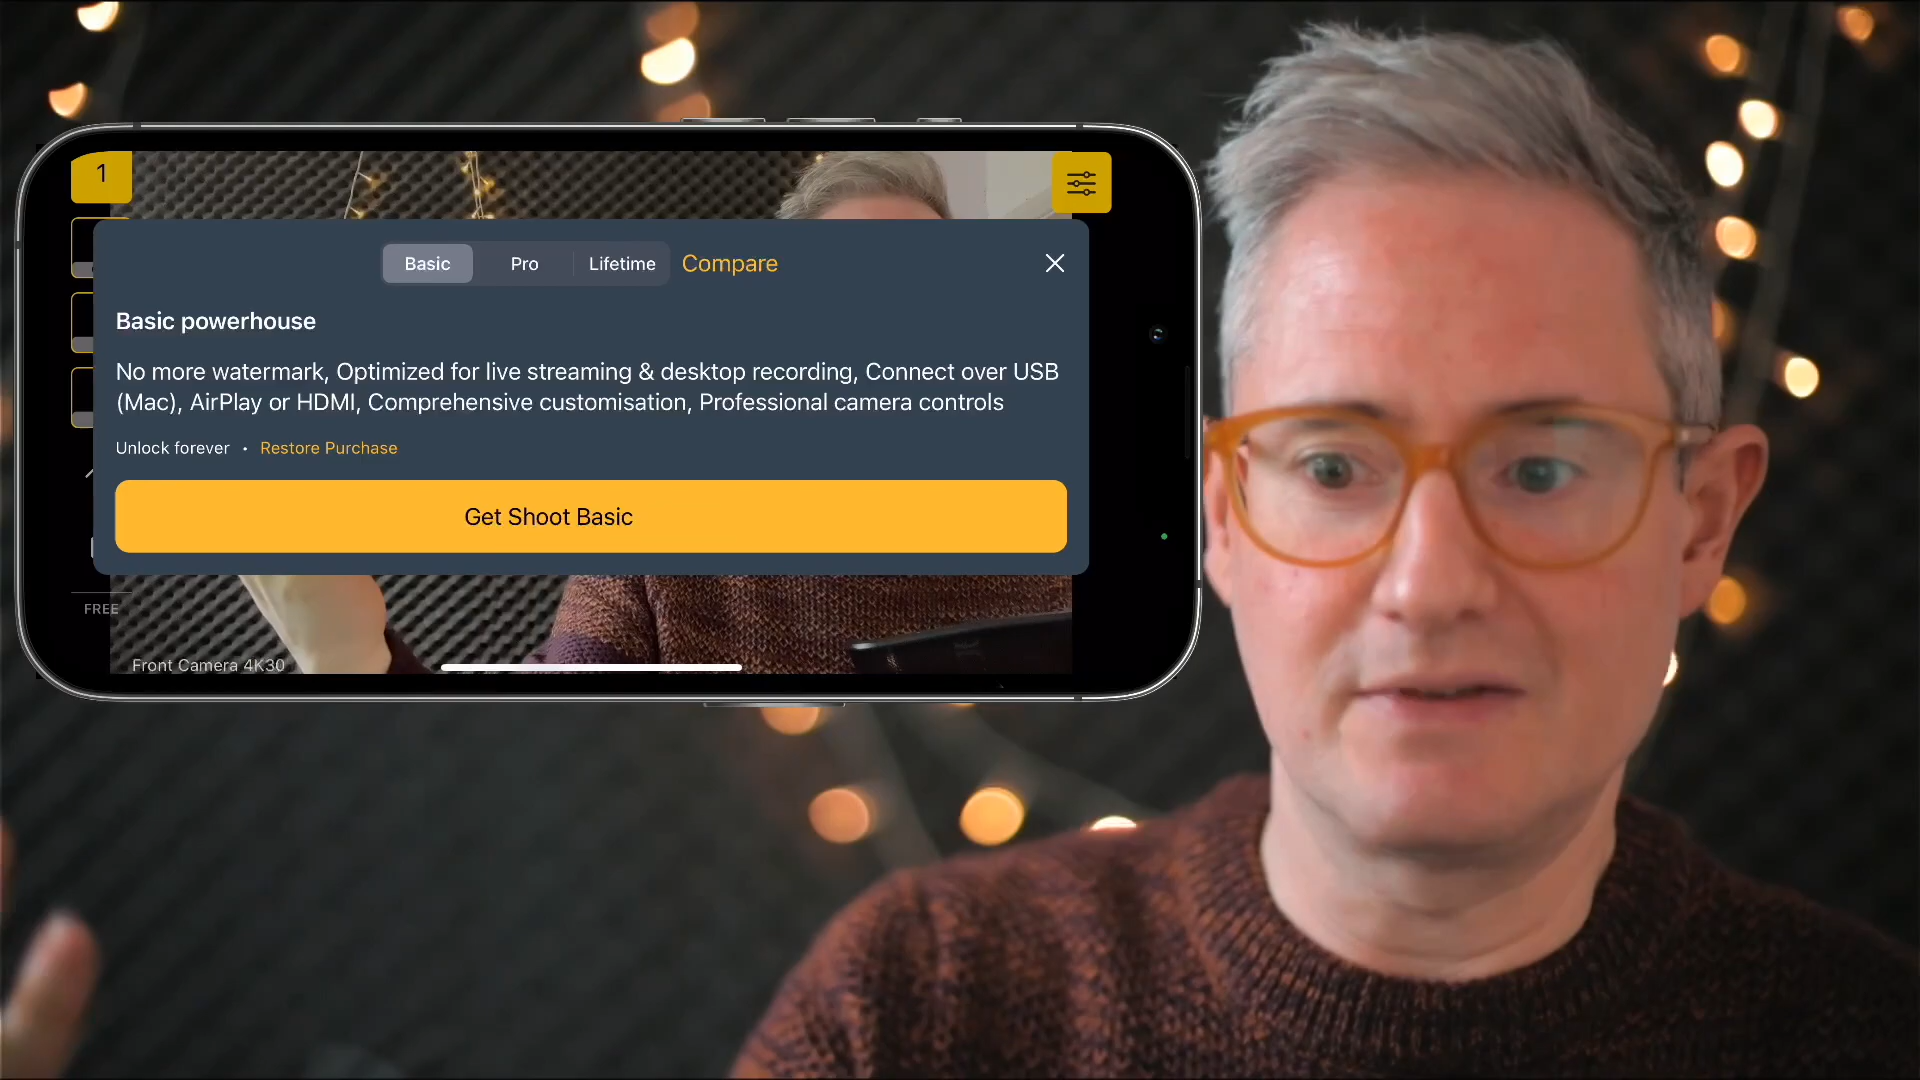 1
Basic
Pro
Lifetime
Compare
Basic powerhouse
No more watermark, Optimized for live streaming & desktop recording, Connect over USB
(Mac), AirPlay or HDMI, Comprehensive customisation, Professional camera controls
Unlock forever • Restore Purchase
Get Shoot Basic
FREE
Front Camera 4K30